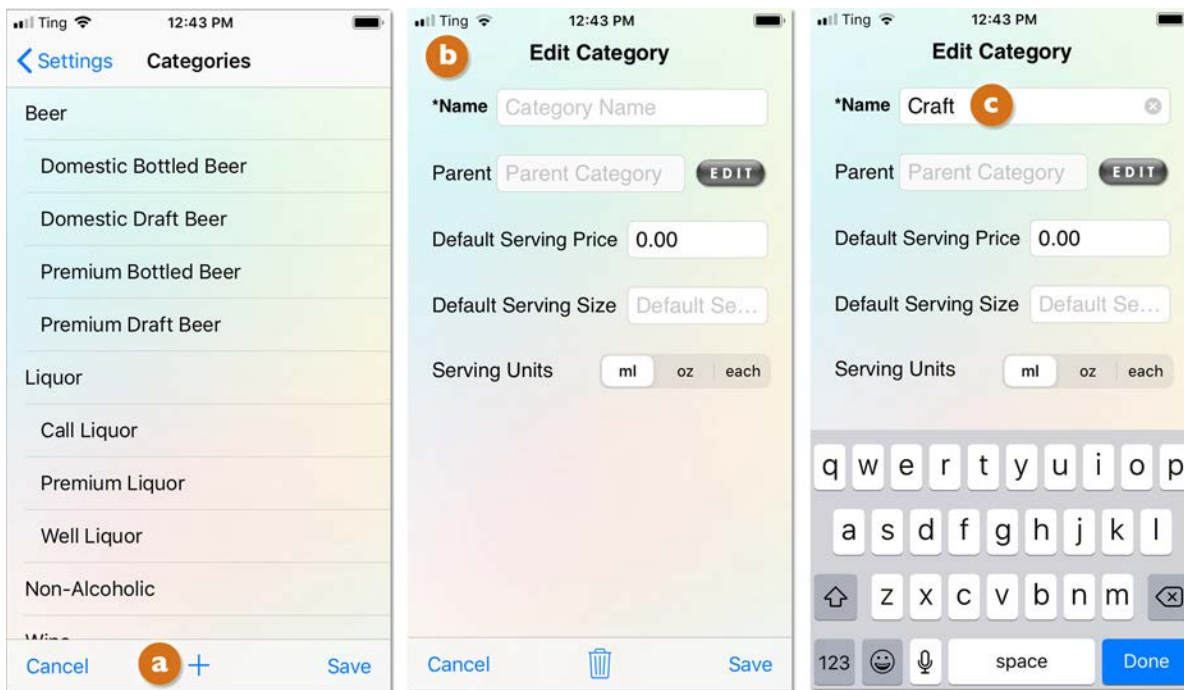 Ting 12:43 PM
Settings Categories
Beer
Domestic Bottled Beer
Domestic Draft Beer
Premium Bottled Beer
Premium Draft Beer
Liquor
Call Liquor
Premium Liquor
Well Liquor
Non-Alcoholic
Wine
Cancel a + Save
Ting 12:43 PM
b Edit Category
*Name Category Name
Parent Parent Category EDIT
Default Serving Price 0.00
Default Serving Size Default Se...
Serving Units ml oz each
Cancel Save
Ting 12:43 PM
Edit Category
*Name Craft c
Parent Parent Category EDIT
Default Serving Price 0.00
Default Serving Size Default Se...
Serving Units ml oz each
q w e r t y u i o p
a s d f g h j k l
z x c v b n m
123 space Done